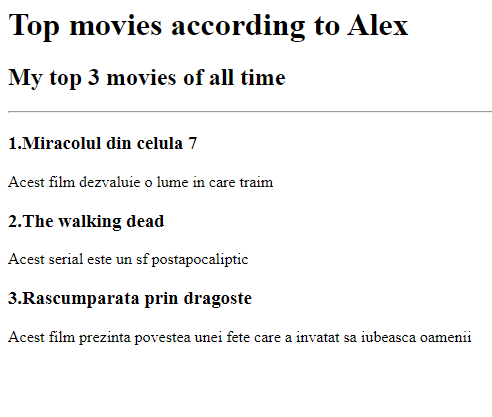 Top movies according to Alex
My top 3 movies of all time
1.Miracolul din celula 7
Acest film dezvaluie o lume in care traim
2.The walking dead
Acest serial este un sf postapocaliptic
3.Rascumparata prin dragoste
Acest film prezinta povestea unei fete care a invatat sa iubeasca oamenii